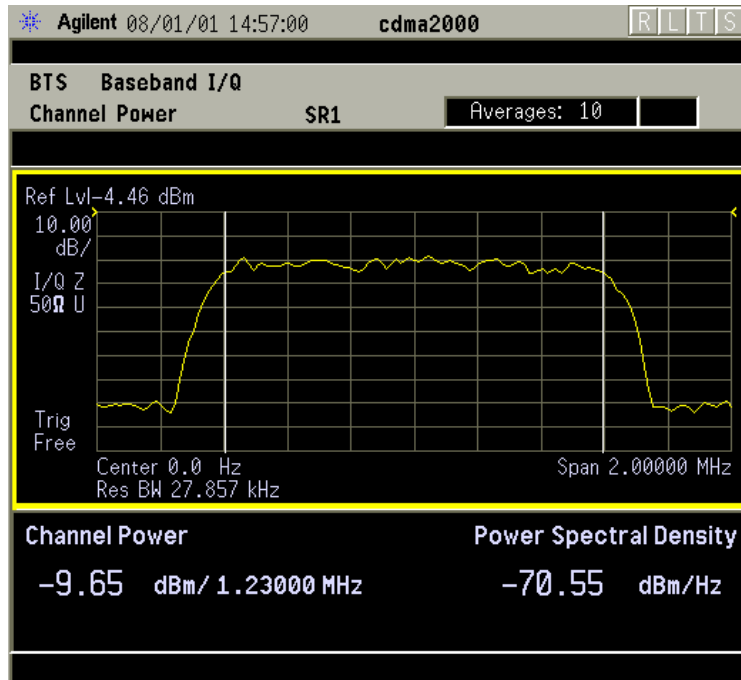 Agilent 08/01/01 14:57:00 cdma2000 R L T S
BTS Baseband I/Q
Channel Power SR1 Averages: 10
Ref Lvl-4.46 dBm
10.00
dB/
I/Q Z
50Ω U
Trig
Free
Center 0.0 Hz Span 2.00000 MHz
Res BW 27.857 kHz
Channel Power Power Spectral Density
-9.65 dBm/ 1.23000 MHz -70.55 dBm/Hz